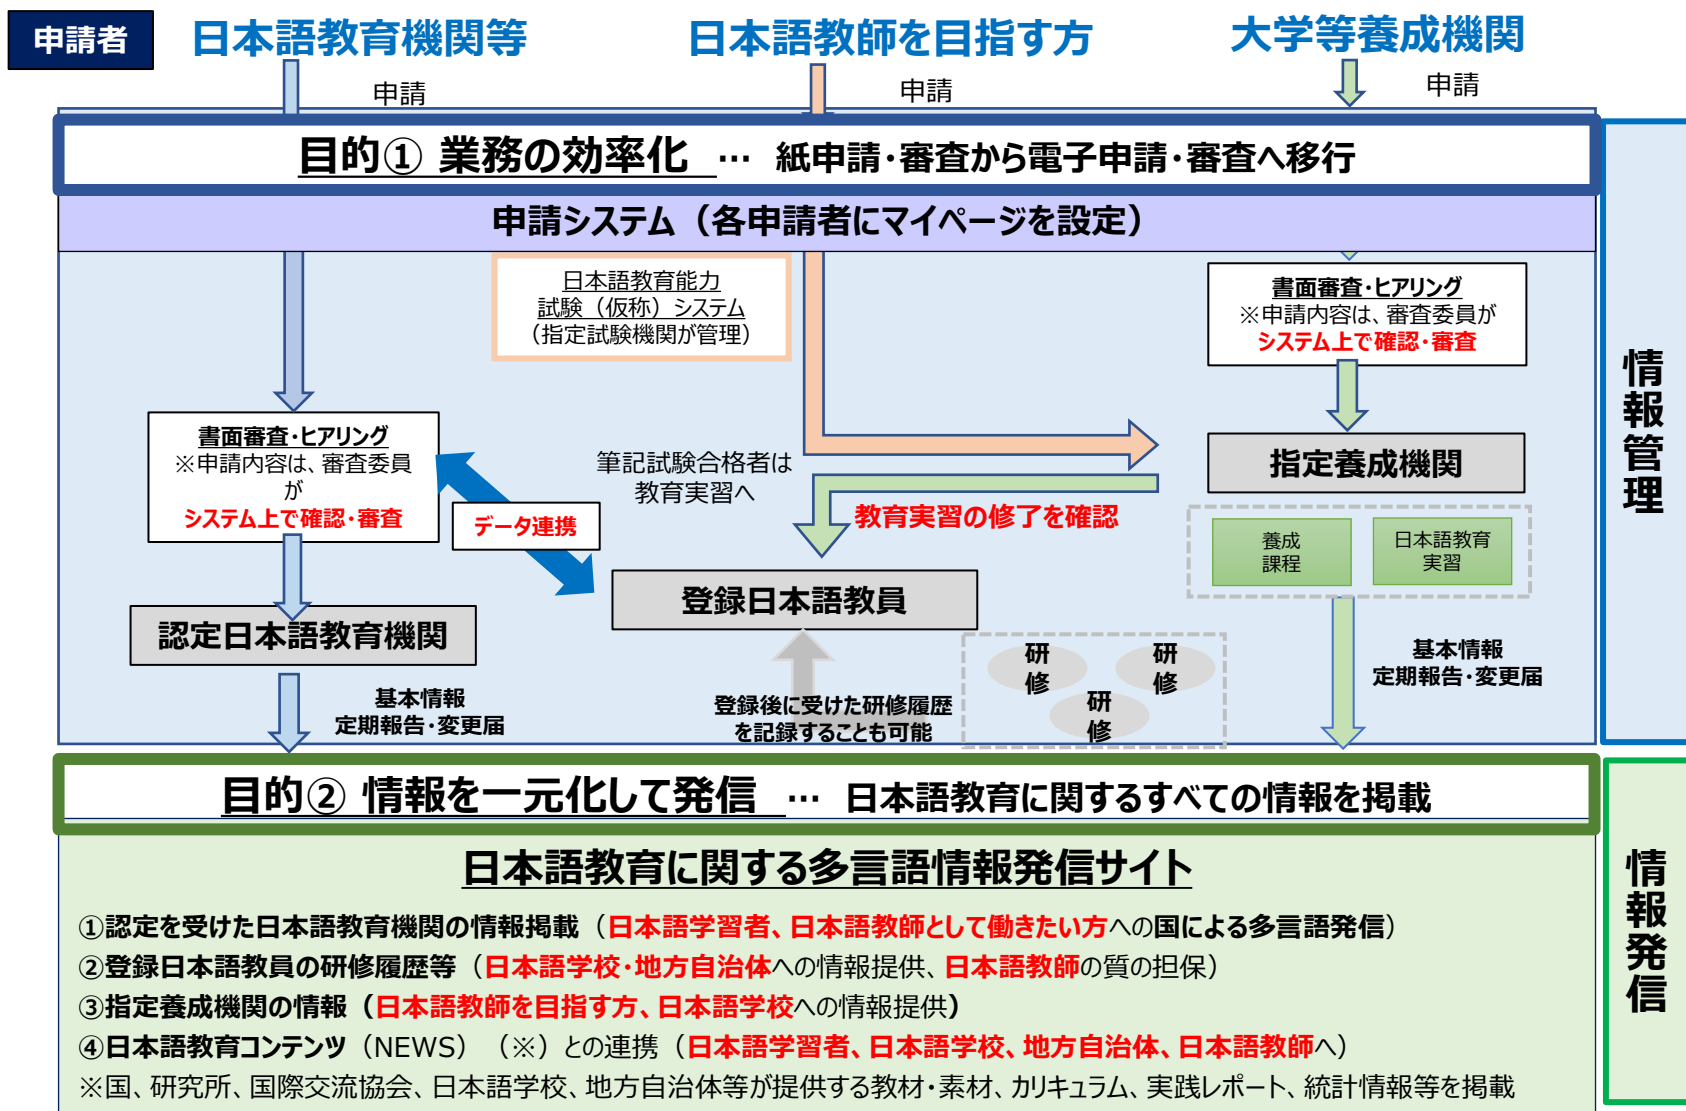 申請者
日本語教育機関等
日本語教師を目指す方
大学等養成機関
申請
申請
申請
目的① 業務の効率化 … 紙申請・審査から電子申請・審査へ移行
申請システム（各申請者にマイページを設定）
日本語教育能力
試験（仮称）システム
（指定試験機関が管理）
書面審査・ヒアリング
※申請内容は、審査委員が
システム上で確認・審査
書面審査・ヒアリング
※申請内容は、審査委員
が
システム上で確認・審査
データ連携
筆記試験合格者は
教育実習へ
指定養成機関
教育実習の修了を確認
養成
課程
日本語教育
実習
登録日本語教員
認定日本語教育機関
研
修
研
修
研
修
基本情報
定期報告・変更届
登録後に受けた研修履歴
を記録することも可能
基本情報
定期報告・変更届
情報管理
目的② 情報を一元化して発信 … 日本語教育に関するすべての情報を掲載
日本語教育に関する多言語情報発信サイト
①認定を受けた日本語教育機関の情報掲載（日本語学習者、日本語教師として働きたい方への国による多言語発信）
②登録日本語教員の研修履歴等（日本語学校・地方自治体への情報提供、日本語教師の質の担保）
③指定養成機関の情報（日本語教師を目指す方、日本語学校への情報提供）
④日本語教育コンテンツ（NEWS）（※）との連携（日本語学習者、日本語学校、地方自治体、日本語教師へ）
※国、研究所、国際交流協会、日本語学校、地方自治体等が提供する教材・素材、カリキュラム、実践レポート、統計情報等を掲載
情報発信